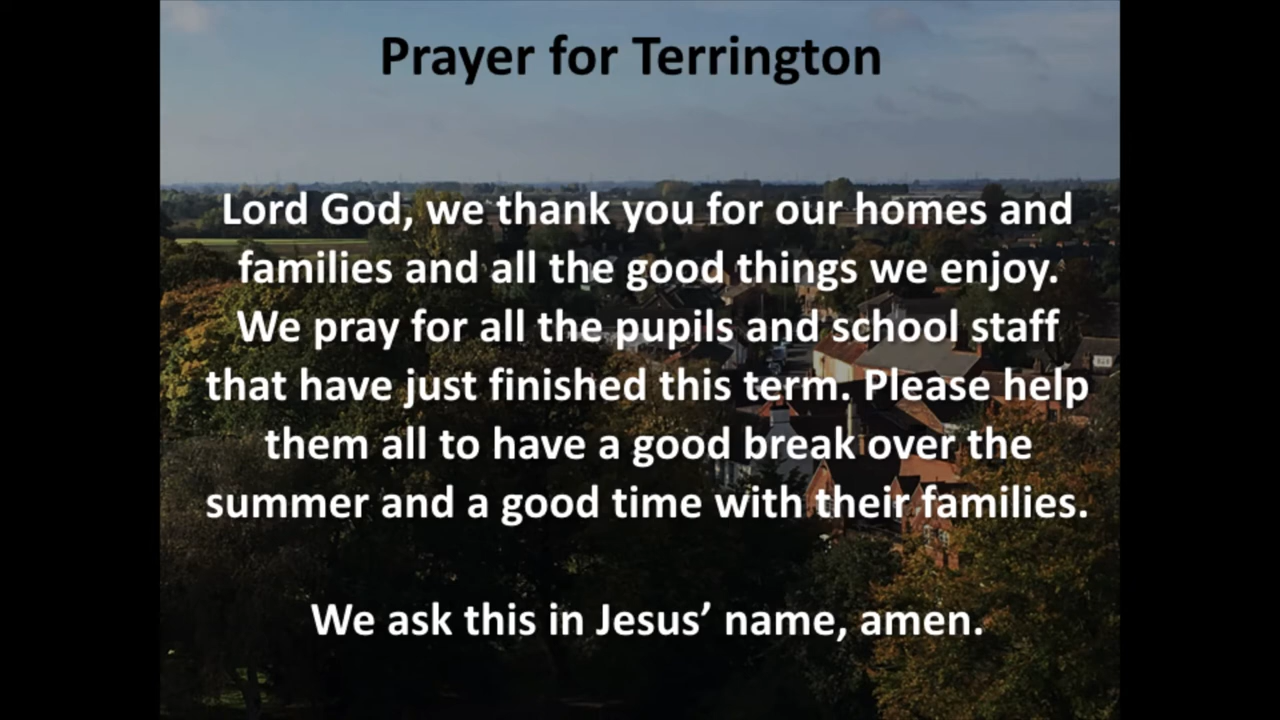 Prayer for Terrington
Lord God, we thank you for our homes and
families and all the good things we enjoy.
We pray for all the pupils and school staff
that have just finished this term. Please help
them all to have a good break over the
summer and a good time with their families.
We ask this in Jesus’ name, amen.